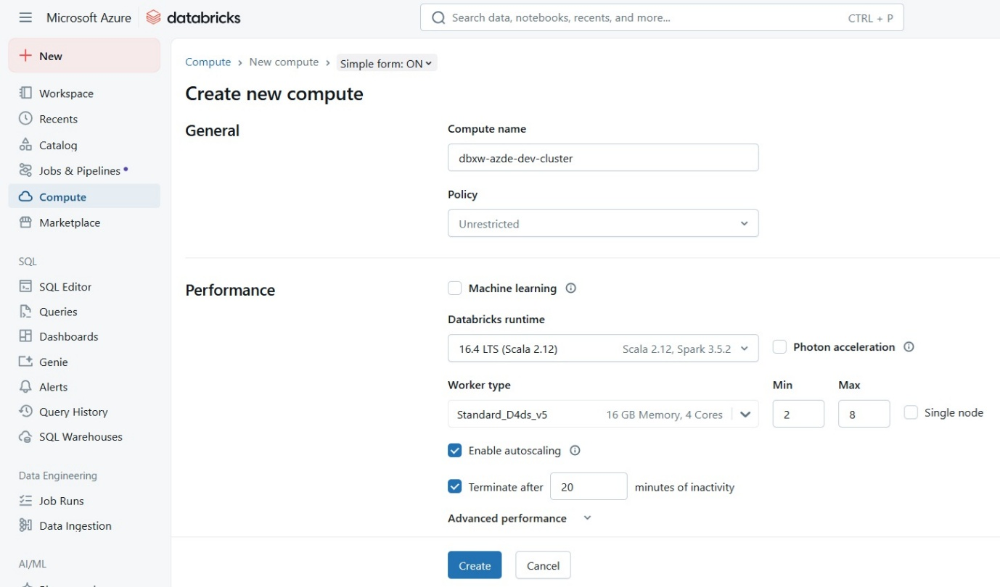 Microsoft Azure databricks
Search data, notebooks, recents, and more... CTRL + P
New
Workspace
Recents
Catalog
Jobs & Pipelines
Compute
Marketplace
SQL
SQL Editor
Queries
Dashboards
Genie
Alerts
Query History
SQL Warehouses
Data Engineering
Job Runs
Data Ingestion
AI/ML
Compute › New compute › Simple form: ON
Create new compute
General
Compute name
dbxw-azde-dev-cluster
Policy
Unrestricted
Performance
Machine learning
Databricks runtime
16.4 LTS (Scala 2.12) Scala 2.12, Spark 3.5.2
Photon acceleration
Worker type Min Max
Standard_D4ds_v5 16 GB Memory, 4 Cores 2 8 Single node
Enable autoscaling
Terminate after 20 minutes of inactivity
Advanced performance
Create Cancel